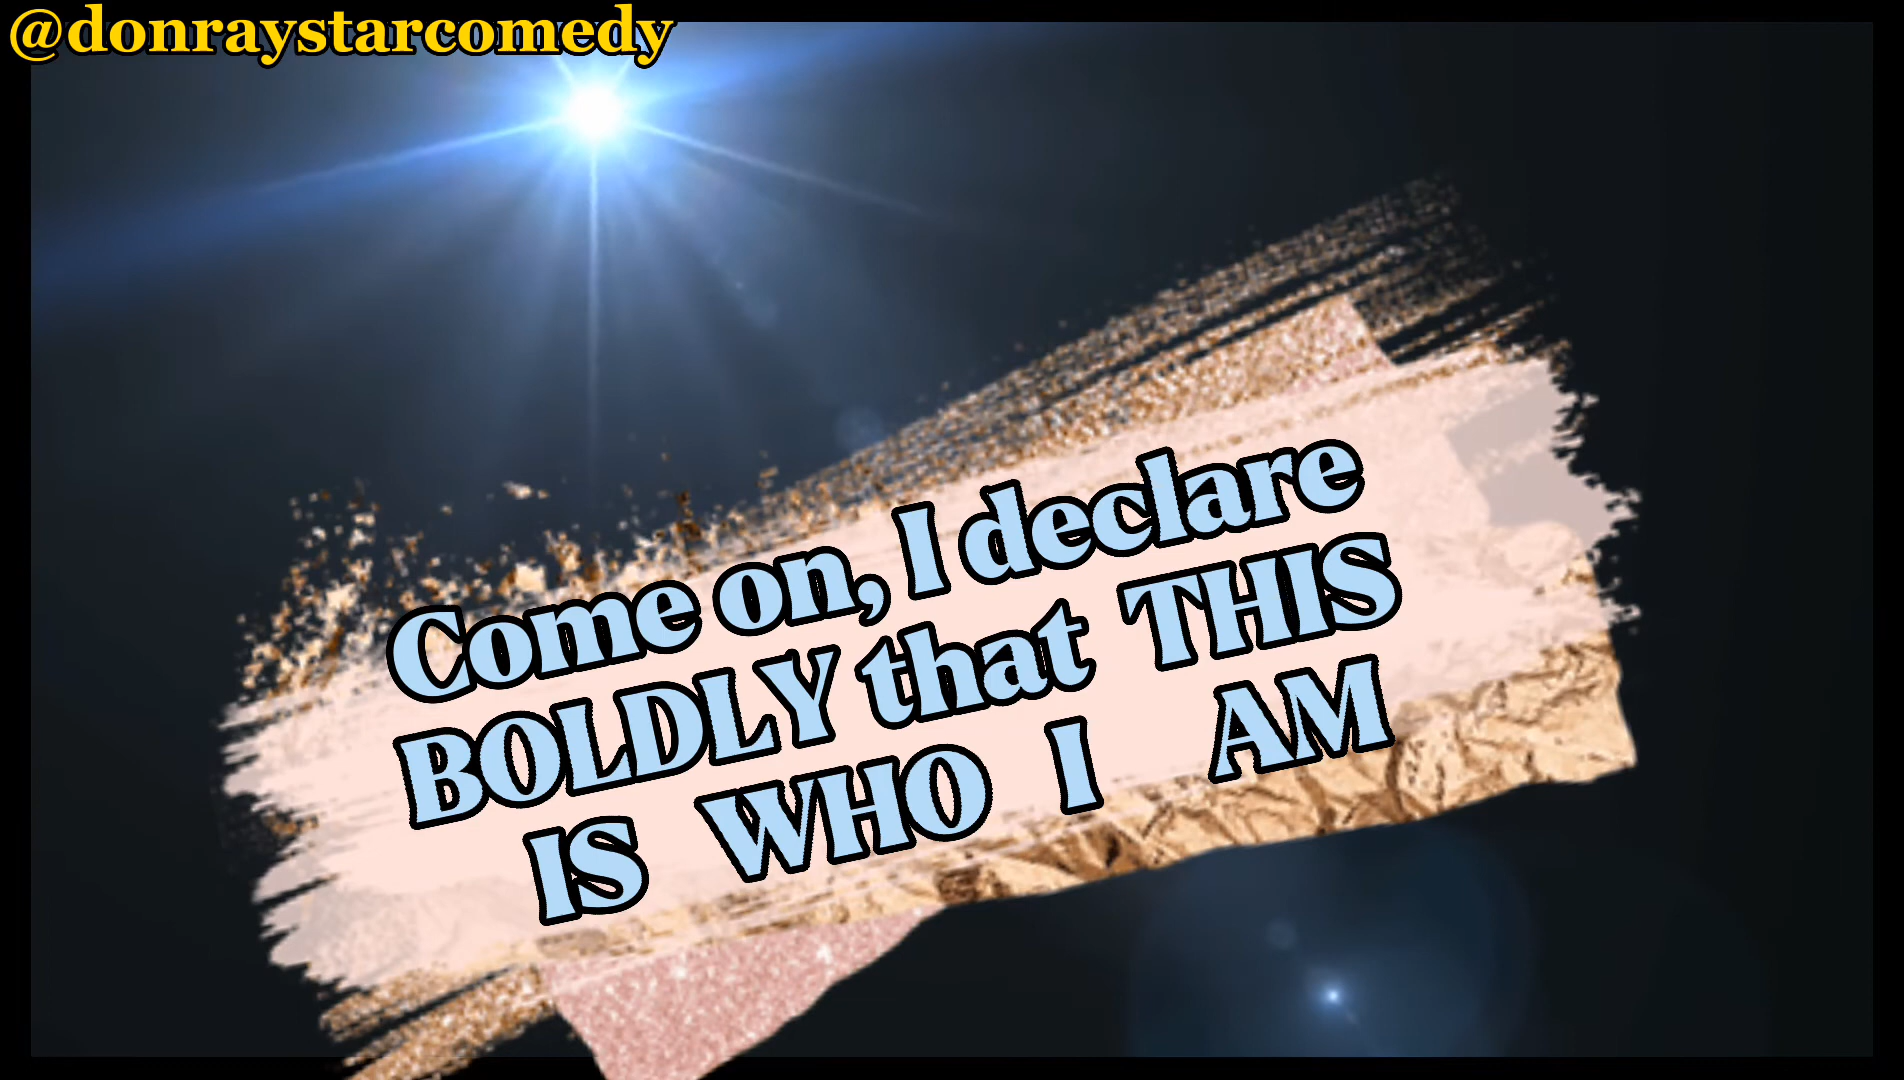 @donraystarcomedy
Come on, I declare
BOLDLY that THIS
IS WHO I AM